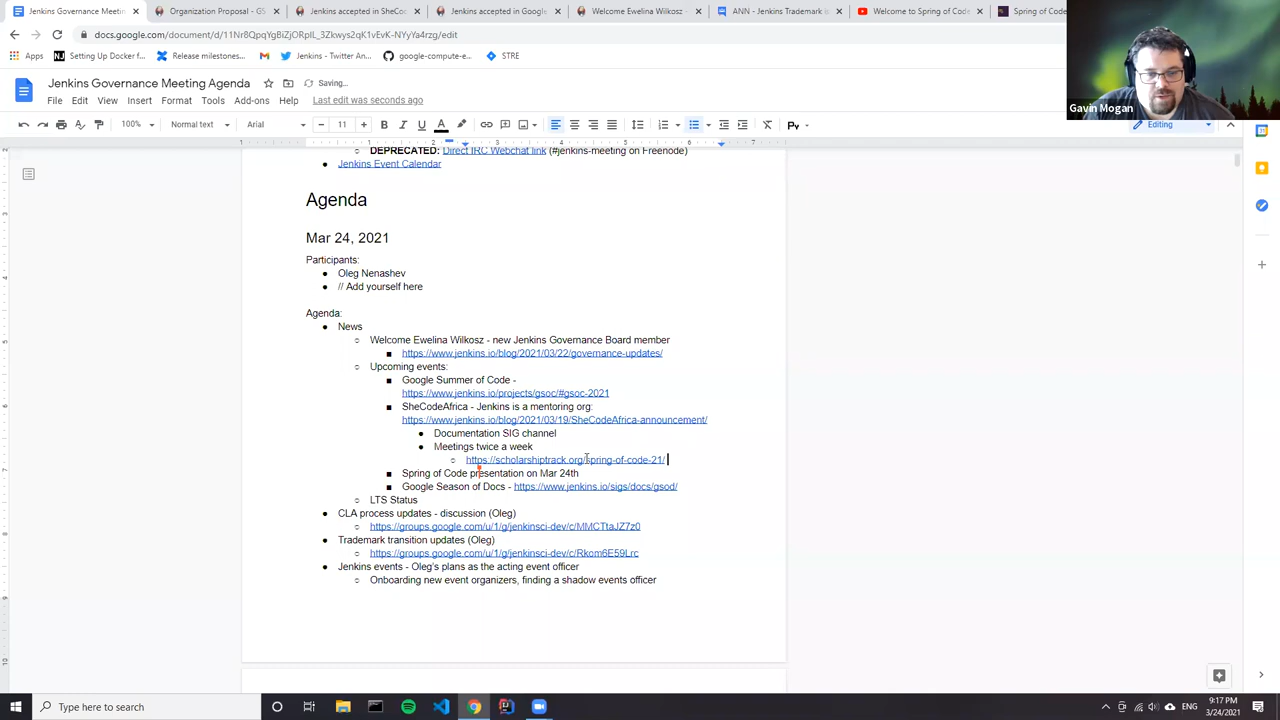 Jenkins Governance Meetin
Organization Proposal - GS
Jenkins accepted in SheCo
Jenkins accepted in Googl
Welcome Ewelina Wilkosz -
ANN - Jenkins Trademark i
Welcome to Spring of Code
Spring of Code
docs.google.com/document/d/11Nr8QpqYgBiZjORplL_3Zkwys2qK1vEvK-NYyYa4rzg/edit
Apps
Setting Up Docker f...
Release milestones...
Jenkins - Twitter An...
google-compute-e...
STRE
Gavin Mogan
Jenkins Governance Meeting Agenda
Saving...
File Edit View Insert Format Tools Add-ons Help
Last edit was seconds ago
100%
Normal text
Arial
11
Editing
DEPRECATED: Direct IRC Webchat link (#jenkins-meeting on Freenode)
Jenkins Event Calendar
Agenda
Mar 24, 2021
Participants:
Oleg Nenashev
// Add yourself here
Agenda:
News
Welcome Ewelina Wilkosz - new Jenkins Governance Board member
https://www.jenkins.io/blog/2021/03/22/governance-updates/
Upcoming events:
Google Summer of Code -
https://www.jenkins.io/projects/gsoc/#gsoc-2021
SheCodeAfrica - Jenkins is a mentoring org:
https://www.jenkins.io/blog/2021/03/19/SheCodeAfrica-announcement/
Documentation SIG channel
Meetings twice a week
https://scholarshiptrack.org/spring-of-code-21/
Spring of Code presentation on Mar 24th
Google Season of Docs - https://www.jenkins.io/sigs/docs/gsod/
LTS Status
CLA process updates - discussion (Oleg)
https://groups.google.com/u/1/g/jenkinsci-dev/c/MMCTtaJZ7z0
Trademark transition updates (Oleg)
https://groups.google.com/u/1/g/jenkinsci-dev/c/Rkom6E59Lrc
Jenkins events - Oleg's plans as the acting event officer
Onboarding new event organizers, finding a shadow events officer
Type here to search
ENG
9:17 PM
3/24/2021